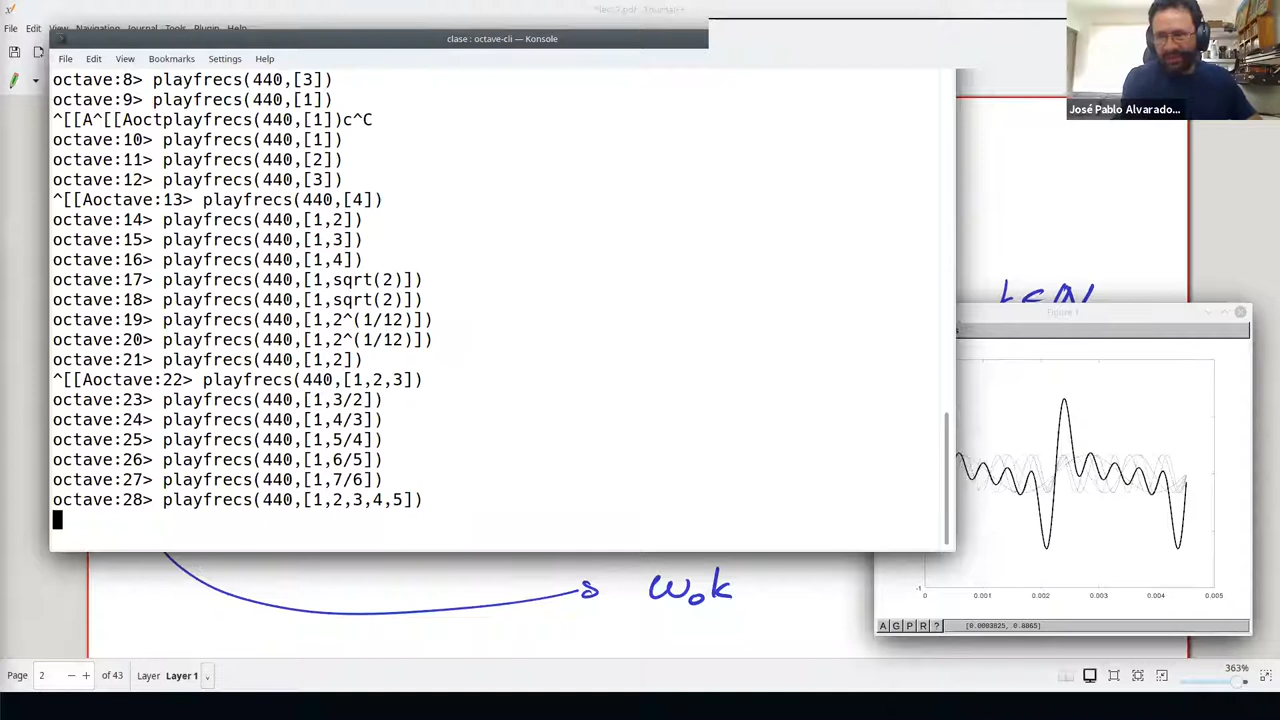 File Edit View Navigation Journal Tools Plugin Help
clase : octave-cli — Konsole
File Edit View Bookmarks Settings Help
José Pablo Alvarado...
octave:8> playfrecs(440,[3])
octave:9> playfrecs(440,[1])
^[[A^[[Aoctplayfrecs(440,[1])c^C
octave:10> playfrecs(440,[1])
octave:11> playfrecs(440,[2])
octave:12> playfrecs(440,[3])
^[[Aoctave:13> playfrecs(440,[4])
octave:14> playfrecs(440,[1,2])
octave:15> playfrecs(440,[1,3])
octave:16> playfrecs(440,[1,4])
octave:17> playfrecs(440,[1,sqrt(2)])
octave:18> playfrecs(440,[1,sqrt(2)])
octave:19> playfrecs(440,[1,2^(1/12)])
octave:20> playfrecs(440,[1,2^(1/12)])
octave:21> playfrecs(440,[1,2])
^[[Aoctave:22> playfrecs(440,[1,2,3])
octave:23> playfrecs(440,[1,3/2])
octave:24> playfrecs(440,[1,4/3])
octave:25> playfrecs(440,[1,5/4])
octave:26> playfrecs(440,[1,6/5])
octave:27> playfrecs(440,[1,7/6])
octave:28> playfrecs(440,[1,2,3,4,5])
Figure 1
-1
0 0.001 0.002 0.003 0.004 0.005
A G P R ? [0.0003825, 0.8865]
ω₀k
Page 2 of 43 Layer Layer 1
363%